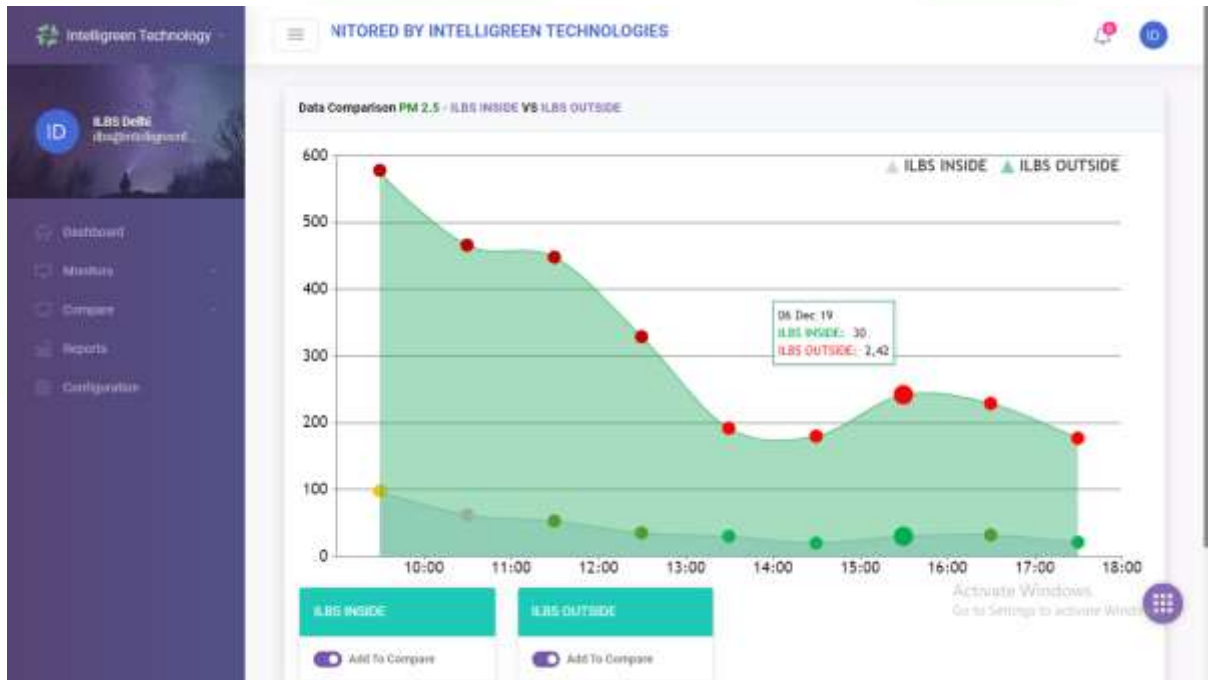 Intelligreen Technology
NITORED BY INTELLIGREEN TECHNOLOGIES
ID
ID
ILBS Delhi
Dashboard
Monitors
Compare
Reports
Configuration
Data Comparison PM 2.5 - ILBS INSIDE VS ILBS OUTSIDE
ILBS INSIDE ILBS OUTSIDE
600
500
400
300
200
100
0
06 Dec 19
ILBS INSIDE: 30
ILBS OUTSIDE: 2,42
10:00 11:00 12:00 13:00 14:00 15:00 16:00 17:00 18:00
ILBS INSIDE
Add To Compare
ILBS OUTSIDE
Add To Compare
Activate Windows
Go to Settings to activate